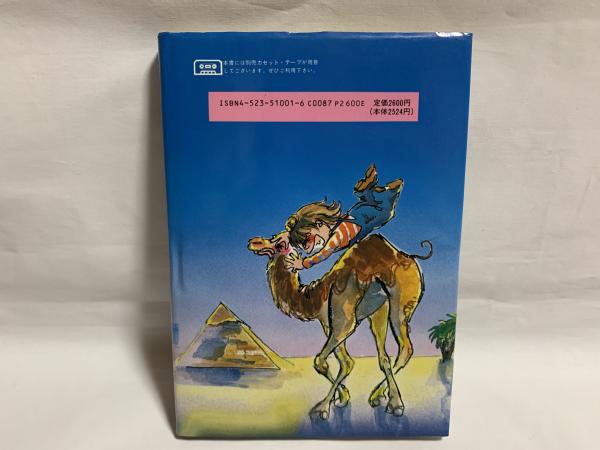 本書には別売カセット・テープが用意
してございます。ぜひご利用下さい。
ISBN4-523-51001-6 C0087 P2600E 定価2600円
(本体2524円)